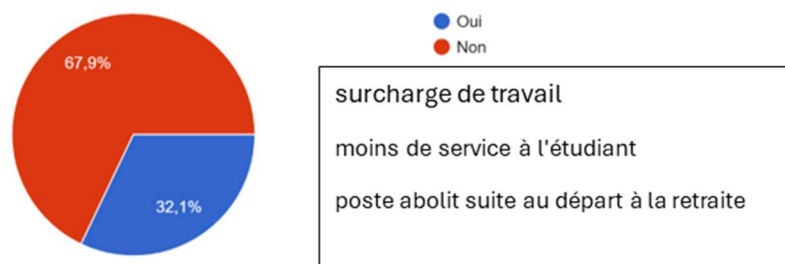 Oui
Non
67,9%
32,1%
surcharge de travail
moins de service à l'étudiant
poste abolit suite au départ à la retraite